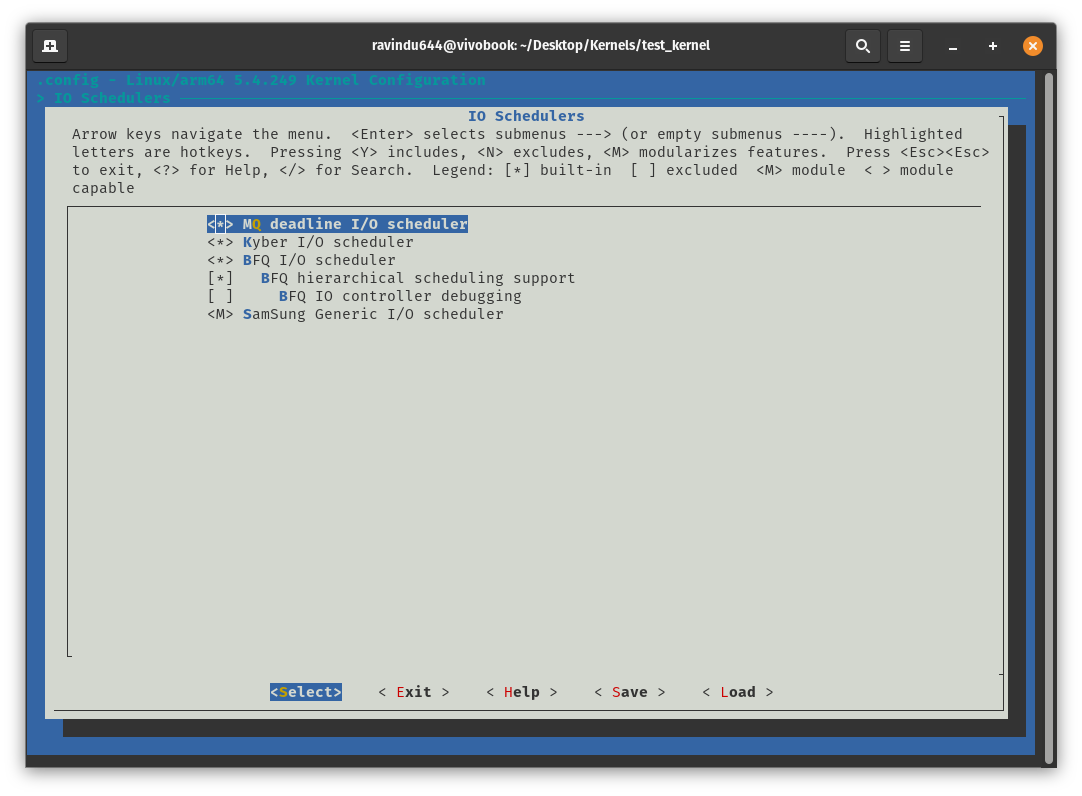 ravindu644@vivobook: ~/Desktop/Kernels/test_kernel
.config - Linux/arm64 5.4.249 Kernel Configuration
> IO Schedulers
IO Schedulers
Arrow keys navigate the menu.  <Enter> selects submenus ---> (or empty submenus ----).  Highlighted
letters are hotkeys.  Pressing <Y> includes, <N> excludes, <M> modularizes features.  Press <Esc><Esc>
to exit, <?> for Help, </> for Search.  Legend: [*] built-in  [ ] excluded  <M> module  < > module
capable
<*> MQ deadline I/O scheduler
<*> Kyber I/O scheduler
<*> BFQ I/O scheduler
[*]   BFQ hierarchical scheduling support
[ ]     BFQ IO controller debugging
<M> SamSung Generic I/O scheduler
<Select>    < Exit >    < Help >    < Save >    < Load >